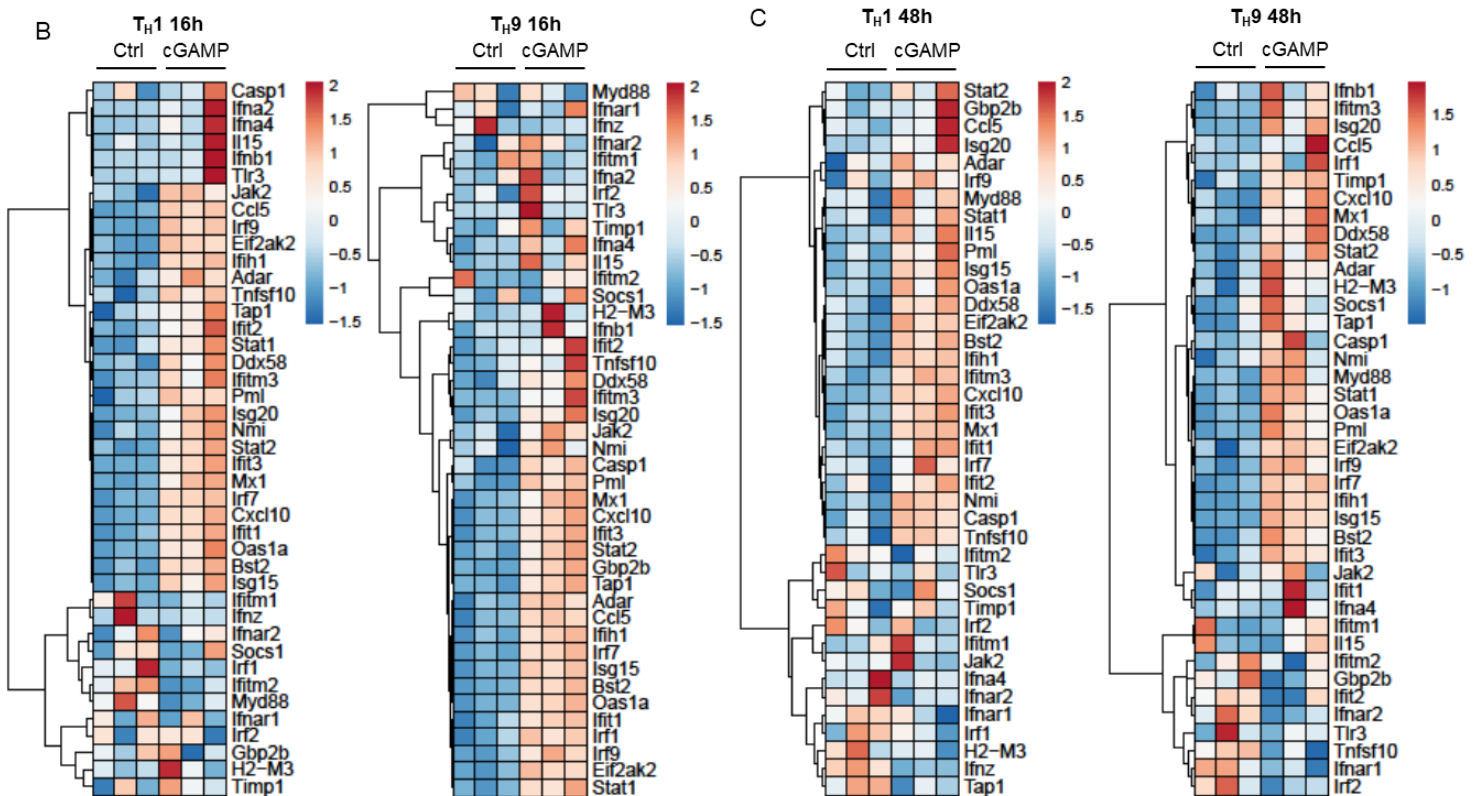 B
T_H1 16h
Ctrl cGAMP
Casp1
Ifna2
Ifna4
Il15
Ifnb1
Tlr3
Jak2
Ccl5
Irf9
Eif2ak2
Ifih1
Adar
Tnfsf10
Tap1
Ifit2
Stat1
Ddx58
Ifitm3
Pml
Isg20
Nmi
Stat2
Ifit3
Mx1
Irf7
Cxcl10
Ifit1
Oas1a
Bst2
Isg15
Ifitm1
Ifnz
Ifnar2
Socs1
Irf1
Ifitm2
Myd88
Ifnar1
Irf2
Gbp2b
H2−M3
Timp1
2
1.5
1
0.5
0
−0.5
−1
−1.5
T_H9 16h
Ctrl cGAMP
Myd88
Ifnar1
Ifnz
Ifnar2
Ifitm1
Ifna2
Irf2
Tlr3
Timp1
Ifna4
Il15
Ifitm2
Socs1
H2−M3
Ifnb1
Ifit2
Tnfsf10
Ddx58
Ifitm3
Isg20
Jak2
Nmi
Casp1
Pml
Mx1
Cxcl10
Ifit3
Stat2
Gbp2b
Tap1
Adar
Ccl5
Ifih1
Irf7
Isg15
Bst2
Oas1a
Ifit1
Irf1
Irf9
Eif2ak2
Stat1
2
1.5
1
0.5
0
−0.5
−1
−1.5
C
T_H1 48h
Ctrl cGAMP
Stat2
Gbp2b
Ccl5
Isg20
Adar
Irf9
Myd88
Stat1
Il15
Pml
Isg15
Oas1a
Ddx58
Eif2ak2
Bst2
Ifih1
Ifitm3
Cxcl10
Ifit3
Mx1
Ifit1
Irf7
Ifit2
Nmi
Casp1
Tnfsf10
Ifitm2
Tlr3
Socs1
Timp1
Irf2
Ifitm1
Jak2
Ifna4
Ifnar2
Ifnar1
Irf1
H2−M3
Ifnz
Tap1
2
1.5
1
0.5
0
−0.5
−1
−1.5
T_H9 48h
Ctrl cGAMP
Ifnb1
Ifitm3
Isg20
Ccl5
Irf1
Timp1
Cxcl10
Mx1
Ddx58
Stat2
Adar
H2−M3
Socs1
Tap1
Casp1
Nmi
Myd88
Stat1
Oas1a
Pml
Eif2ak2
Irf9
Irf7
Ifih1
Isg15
Bst2
Ifit3
Jak2
Ifit1
Ifna4
Ifitm1
Il15
Ifitm2
Gbp2b
Ifit2
Ifnar2
Tlr3
Tnfsf10
Ifnar1
Irf2
1.5
1
0.5
0
−0.5
−1